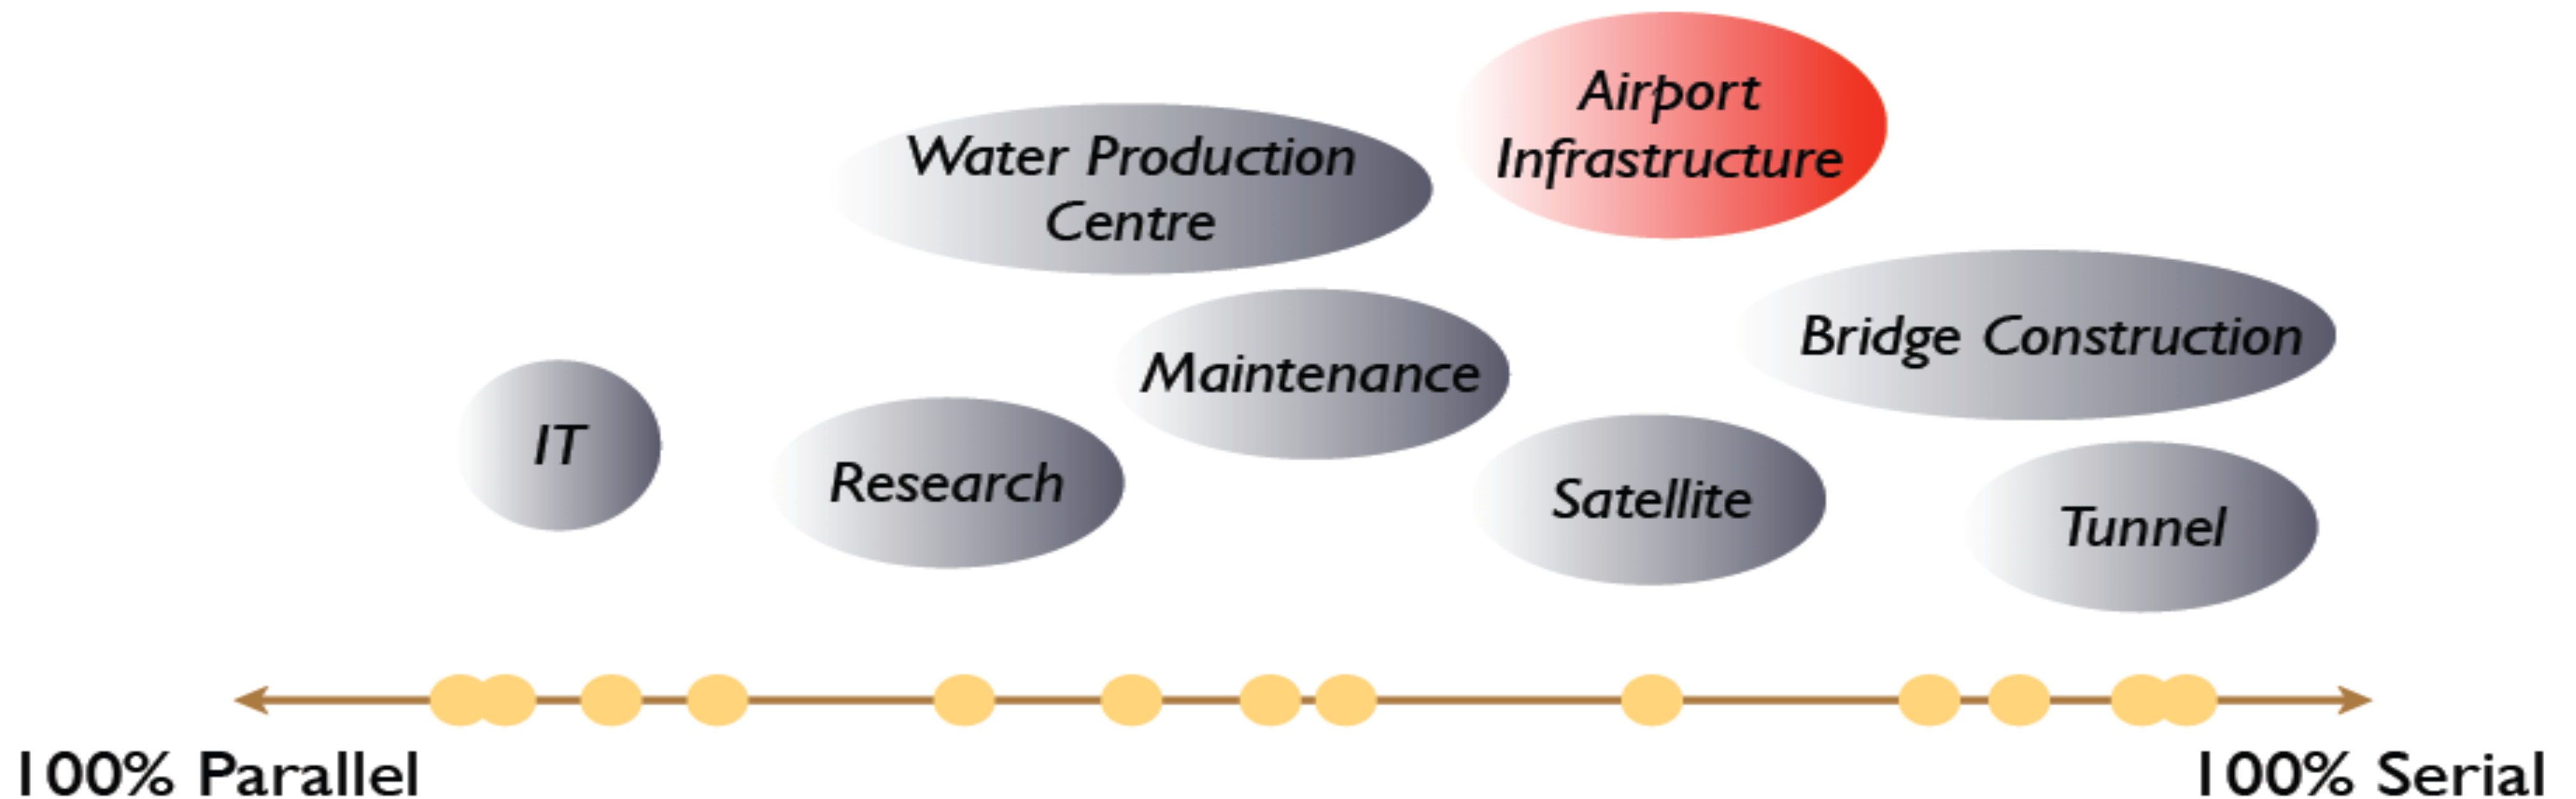 Airport
Infrastructure
Water Production
Centre
Bridge Construction
Maintenance
IT
Research
Satellite
Tunnel
100% Parallel
100% Serial